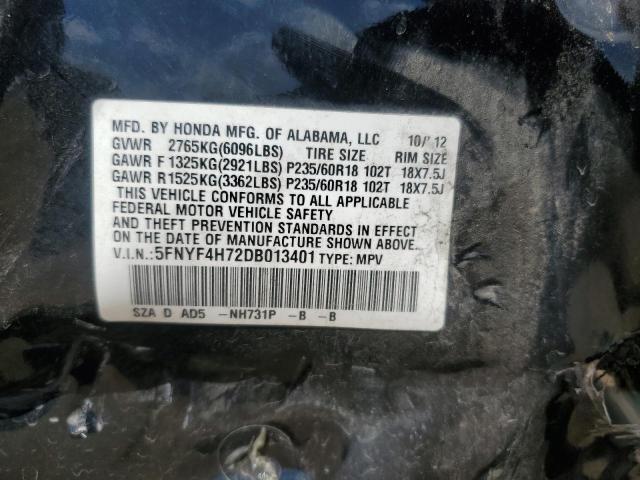 MFD. BY HONDA MFG. OF ALABAMA, LLC 10/12
GVWR 2765KG(6096LBS) TIRE SIZE RIM SIZE
GAWR F 1325KG(2921LBS) P235/60R18 102T 18X7.5J
GAWR R 1525KG(3362LBS) P235/60R18 102T 18X7.5J
THIS VEHICLE CONFORMS TO ALL APPLICABLE
FEDERAL MOTOR VEHICLE SAFETY
AND THEFT PREVENTION STANDARDS IN EFFECT
ON THE DATE OF MANUFACTURE SHOWN ABOVE.
V.I.N.: 5FNYF4H72DB013401 TYPE: MPV
SZA D AD5 -NH731P -B -B